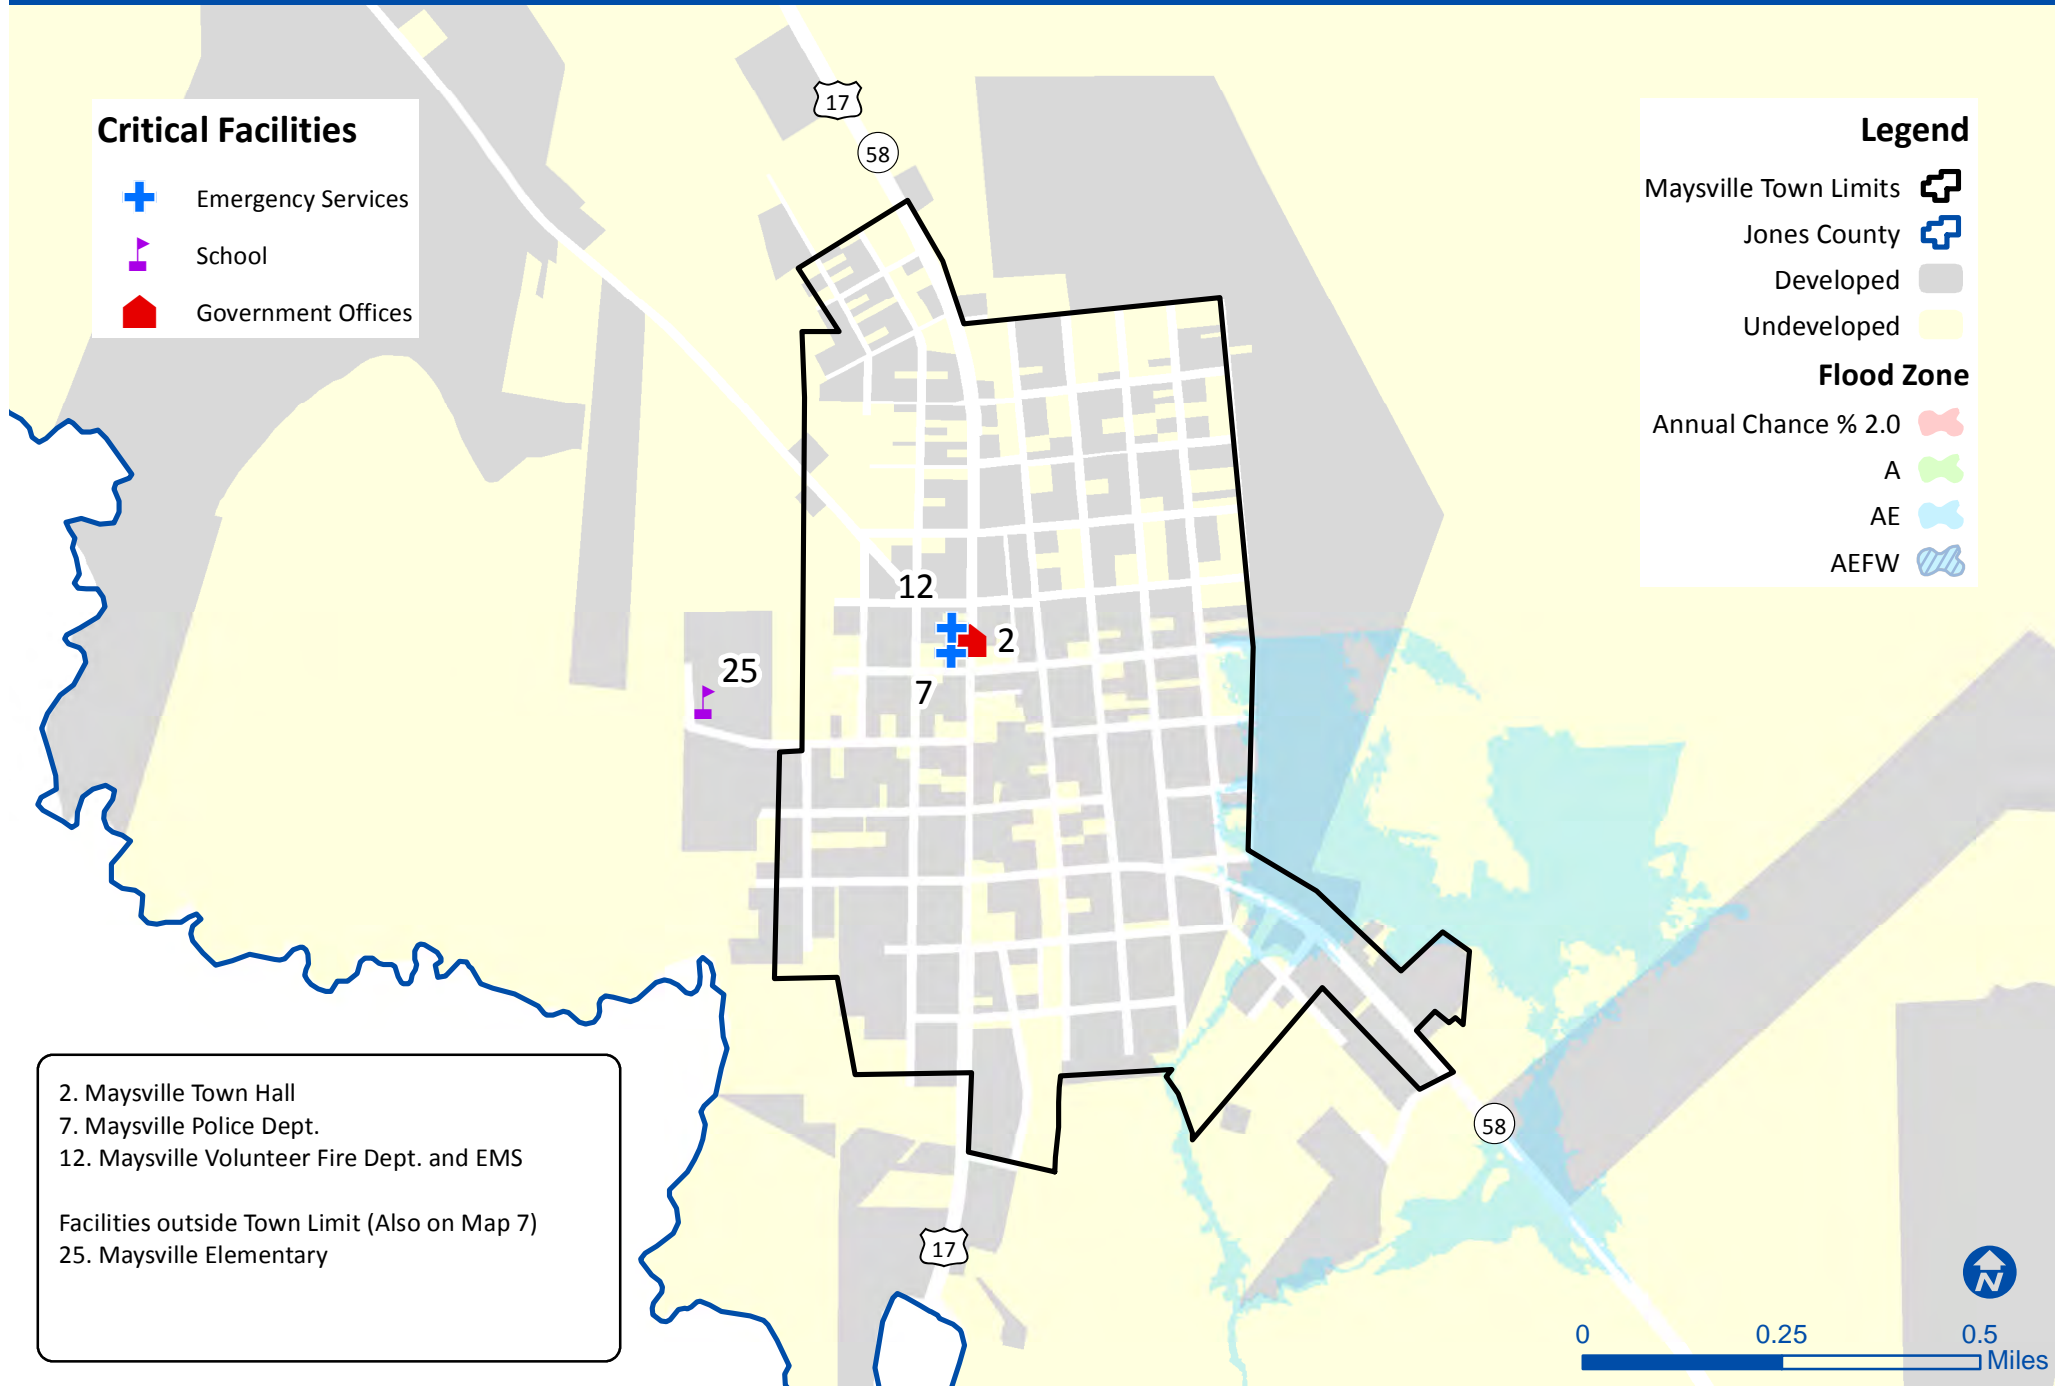 17
58
Critical Facilities
Emergency Services
School
Government Offices
Legend
Maysville Town Limits
Jones County
Developed
Undeveloped
Flood Zone
Annual Chance % 2.0
A
AE
AEFW
12
2
25
7
2. Maysville Town Hall
7. Maysville Police Dept.
12. Maysville Volunteer Fire Dept. and EMS
Facilities outside Town Limit (Also on Map 7)
25. Maysville Elementary
58
17
N
0 0.25 0.5
Miles